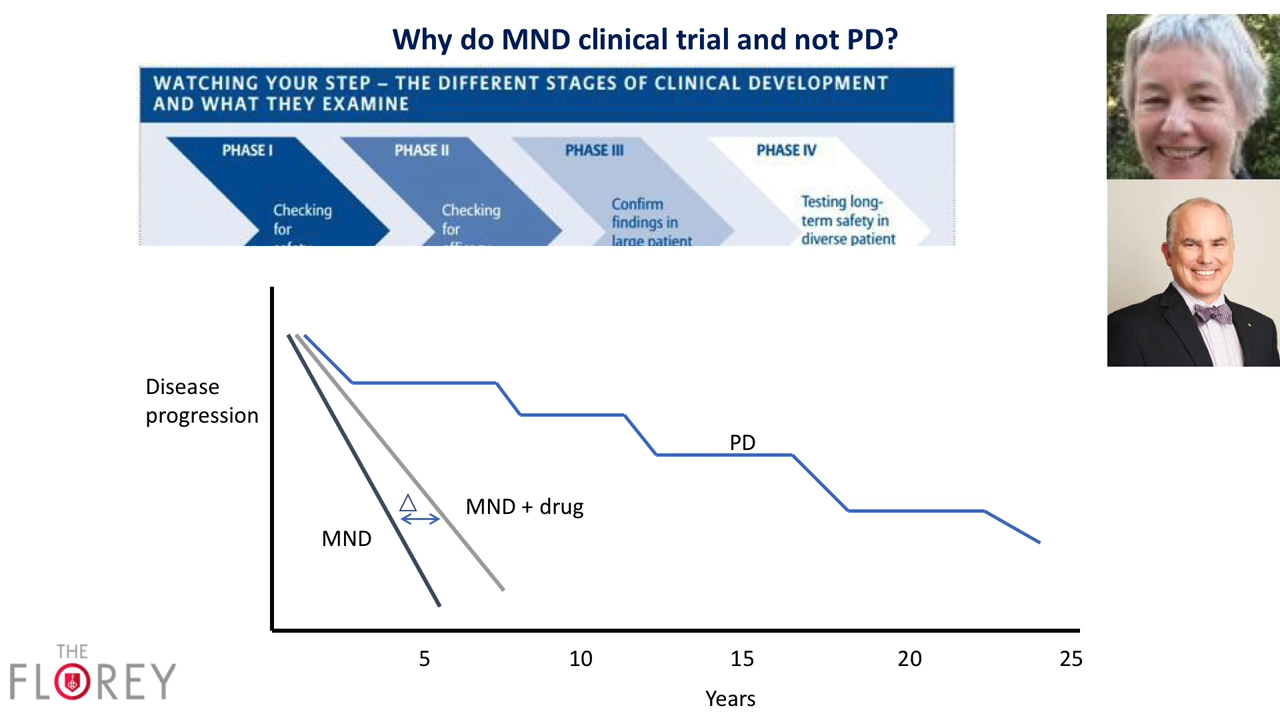 Why do MND clinical trial and not PD?
WATCHING YOUR STEP – THE DIFFERENT STAGES OF CLINICAL DEVELOPMENT
AND WHAT THEY EXAMINE
PHASE I
PHASE II
PHASE III
PHASE IV
Checking
for
Checking
for
Confirm
findings in
large patient
Testing long-
term safety in
diverse patient
Disease
progression
PD
Δ
MND + drug
MND
5
10
15
20
25
Years
THE
FLOREY